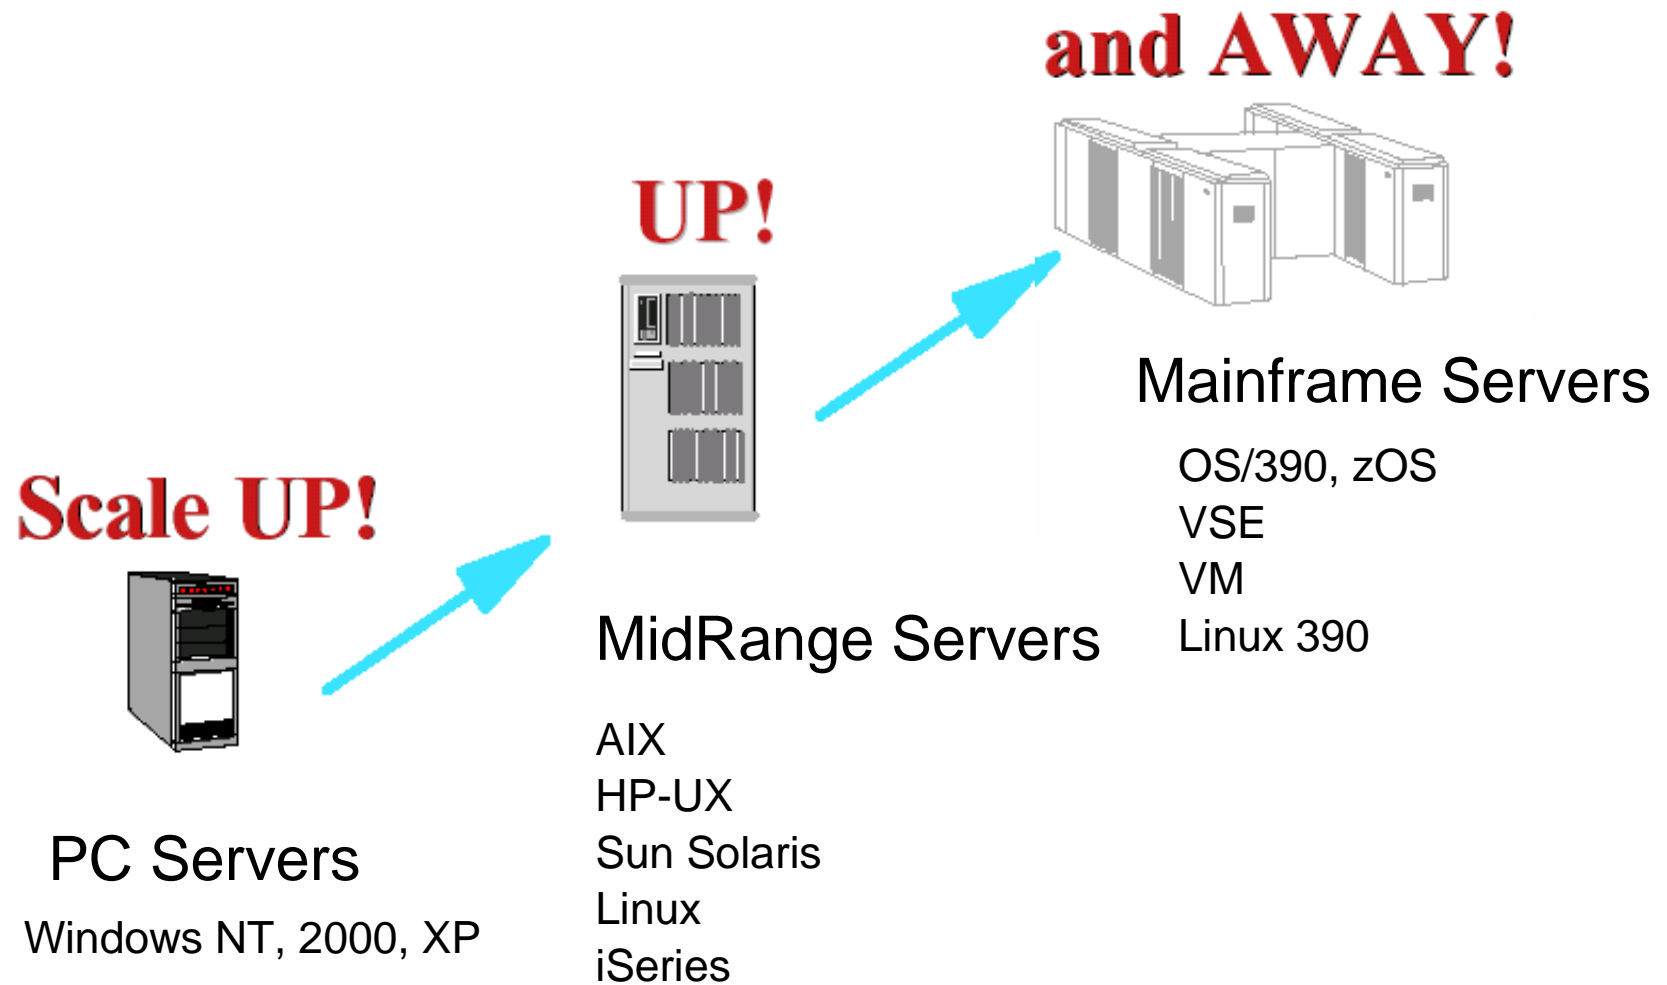 Scale UP!
PC Servers
Windows NT, 2000, XP
UP!
MidRange Servers
AIX
HP-UX
Sun Solaris
Linux
iSeries
and AWAY!
Mainframe Servers
OS/390, zOS
VSE
VM
Linux 390